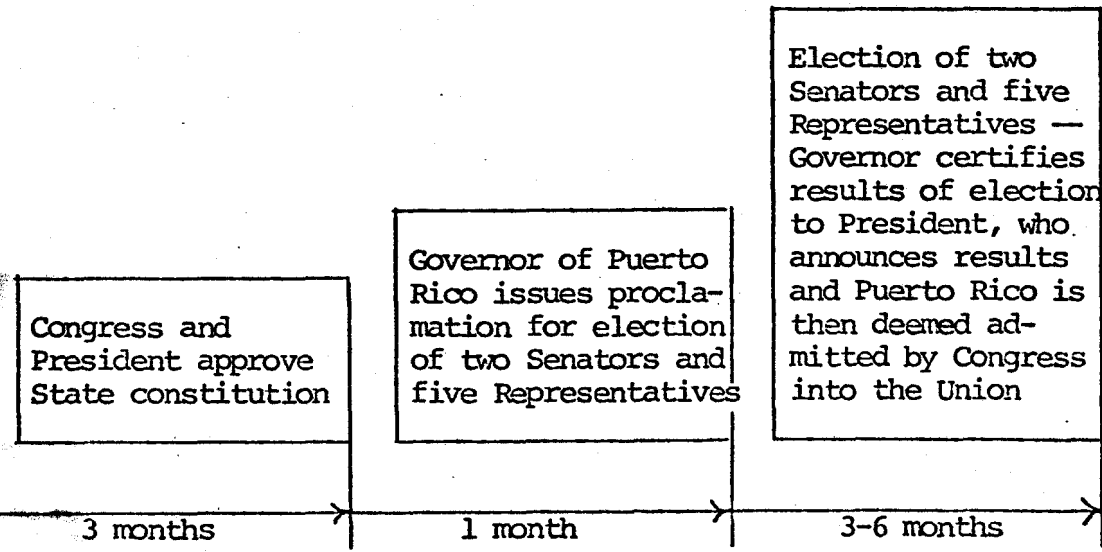 Congress and
President approve
State constitution
Governor of Puerto
Rico issues procla-
mation for election
of two Senators and
five Representatives
Election of two
Senators and five
Representatives —
Governor certifies
results of election
to President, who
announces results
and Puerto Rico is
then deemed ad-
mitted by Congress
into the Union
3 months
1 month
3-6 months